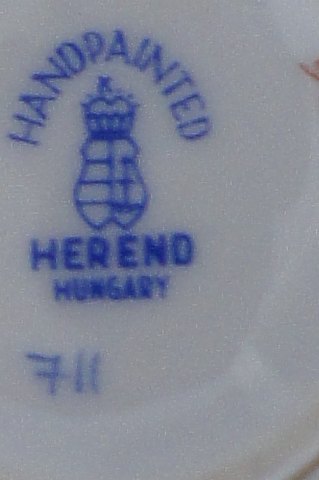 HANDPAINTED
HEREND
HUNGARY
711